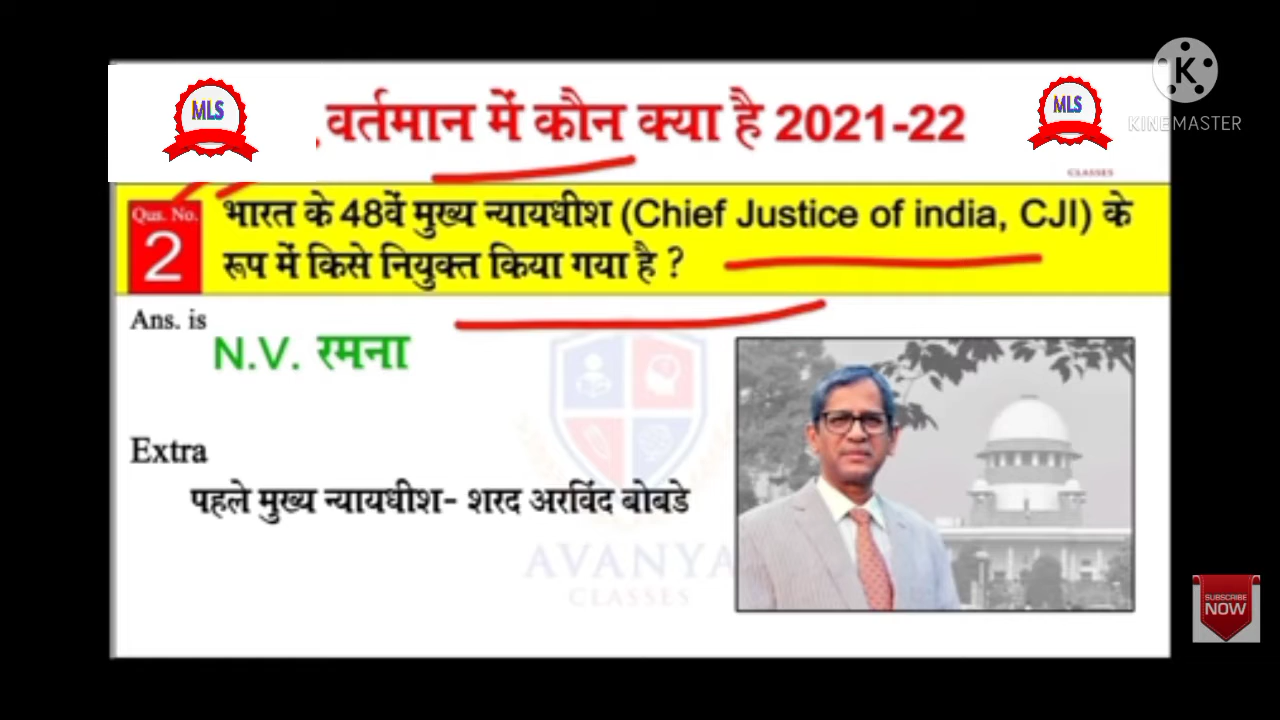 MLS
वर्तमान में कौन क्या है 2021-22
MLS
KINEMASTER
CLASSES
Qus. No.
2
भारत के 48वें मुख्य न्यायधीश (Chief Justice of india, CJI) के
रूप में किसे नियुक्त किया गया है ?
Ans. is
N.V. रमना
Extra
पहले मुख्य न्यायधीश- शरद अरविंद बोबडे
AVANYA
CLASSES
SUBSCRIBE
NOW